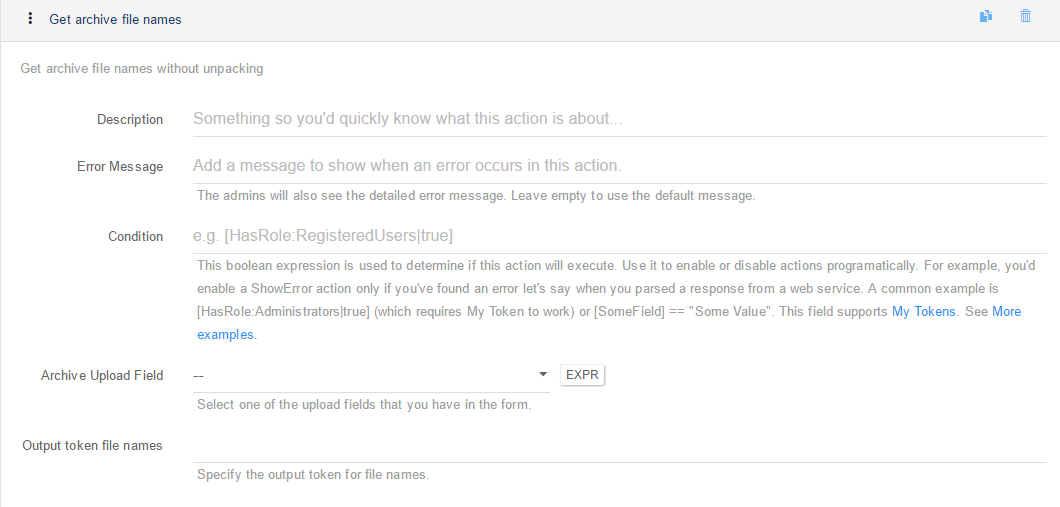 Get archive file names
Get archive file names without unpacking
Description
Something so you'd quickly know what this action is about...
Error Message
Add a message to show when an error occurs in this action.
The admins will also see the detailed error message. Leave empty to use the default message.
Condition
e.g. [HasRole:RegisteredUsers|true]
This boolean expression is used to determine if this action will execute. Use it to enable or disable actions programatically. For example, you'd
enable a ShowError action only if you've found an error let's say when you parsed a response from a web service. A common example is
[HasRole:Administrators|true] (which requires My Token to work) or [SomeField] == "Some Value". This field supports My Tokens. See More
examples.
Archive Upload Field
--
EXPR
Select one of the upload fields that you have in the form.
Output token file names
Specify the output token for file names.